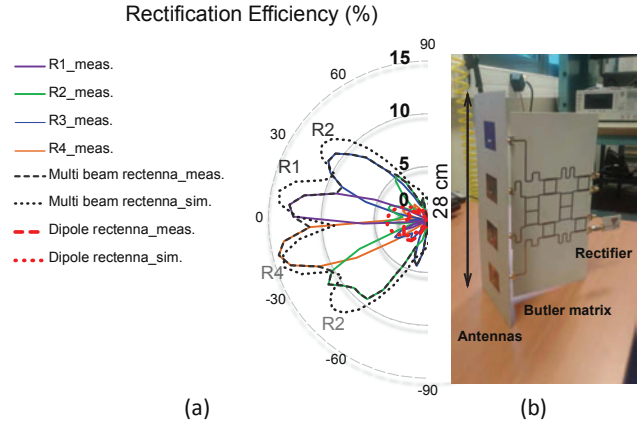 Rectification Efficiency (%)
R1_meas.
R2_meas.
R3_meas.
R4_meas.
Multi beam rectenna_meas.
Multi beam rectenna_sim.
Dipole rectenna_meas.
Dipole rectenna_sim.
15
90
60
10
30
R2
5
R1
0
0
R4
-30
R2
-60
-90
28 cm
Rectifier
Butler matrix
Antennas
(a)
(b)